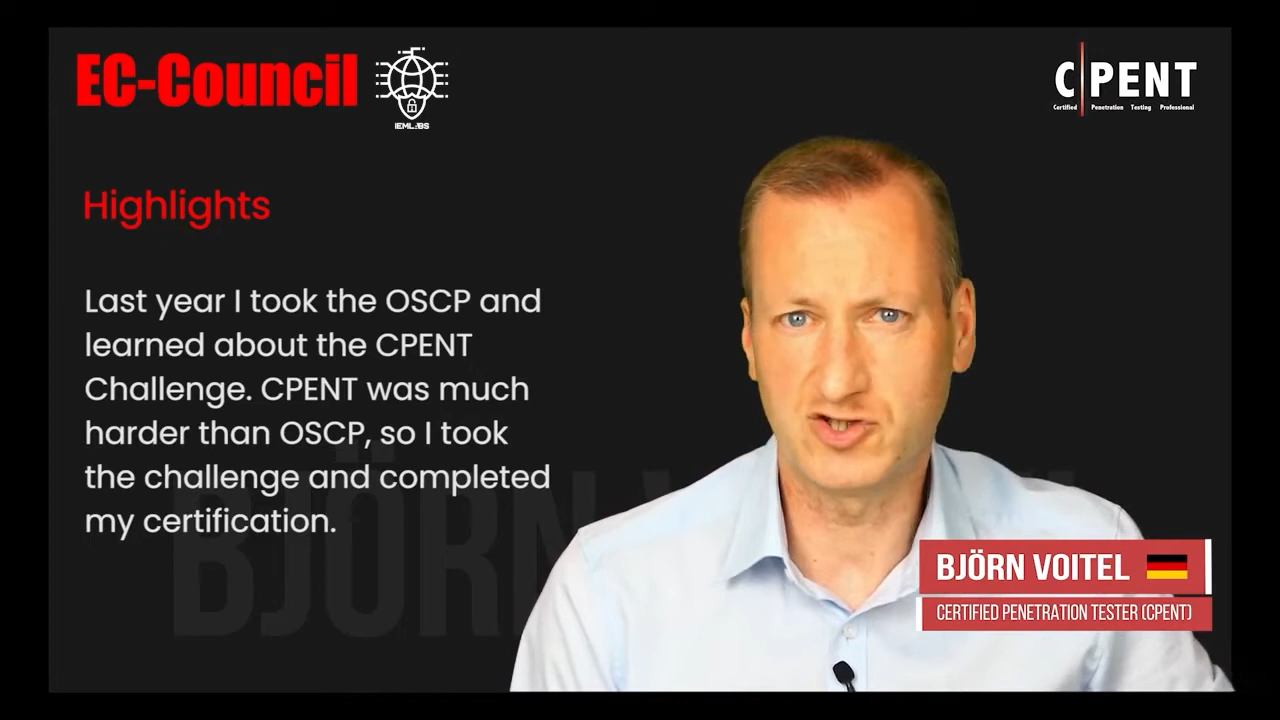 EC-Council
IEMLABS
C|PENT
Certified Penetration Testing Professional
Highlights
Last year I took the OSCP and
learned about the CPENT
Challenge. CPENT was much
harder than OSCP, so I took
the challenge and completed
my certification.
BJÖRN
BJÖRN VOITEL
CERTIFIED PENETRATION TESTER (CPENT)